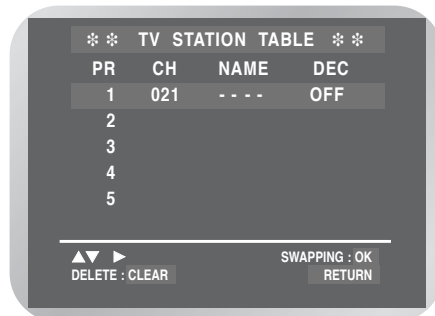 ❇❇ TV STATION TABLE ❇❇
PR CH NAME DEC
1 021 - - - - OFF
2
3
4
5
▲▼ ► SWAPPING : OK
DELETE : CLEAR RETURN